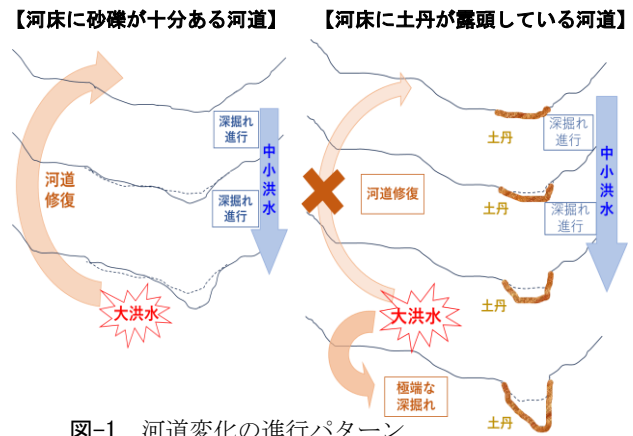 【河床に砂礫が十分ある河道】
深掘れ
進行
中小洪水
河道
修復
深掘れ
進行
大洪水
【河床に土丹が露頭している河道】
土丹
深掘れ
進行
中小洪水
河道修復
土丹
深掘れ
進行
大洪水
土丹
極端な
深掘れ
土丹
図-1 河道変化の進行パターン